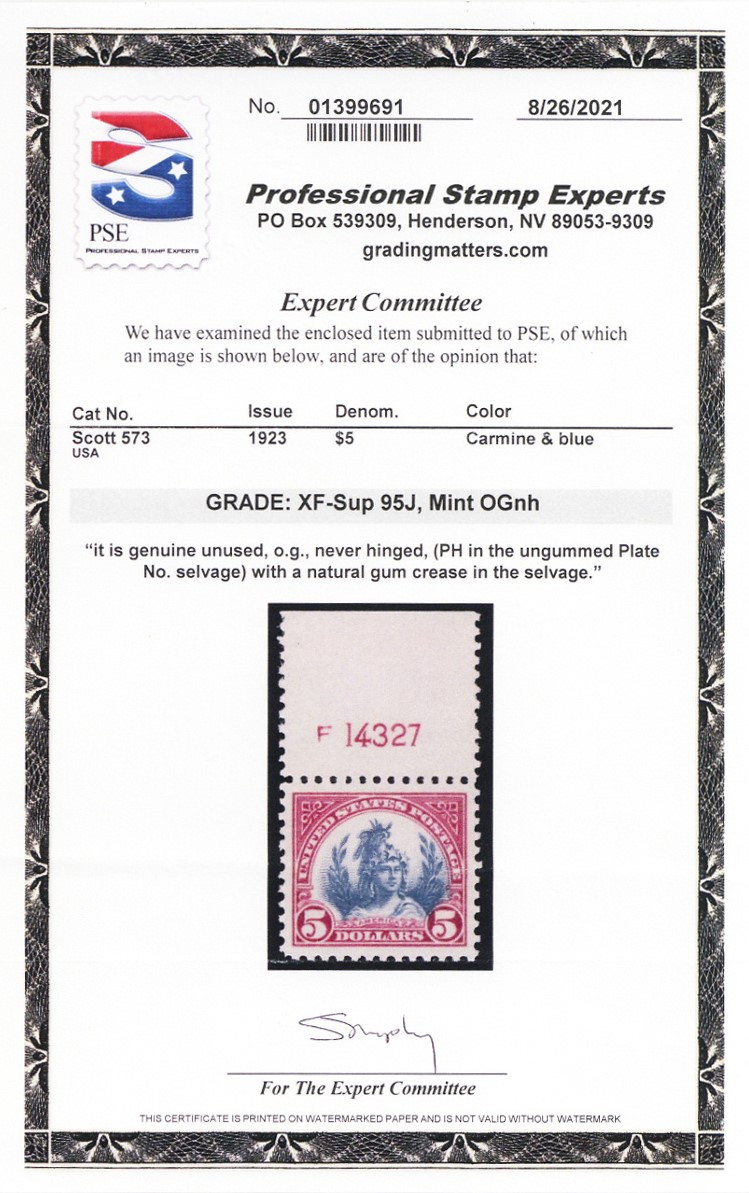 No. 01399691 8/26/2021
PSE
PROFESSIONAL STAMP EXPERTS
Professional Stamp Experts
PO Box 539309, Henderson, NV 89053-9309
gradingmatters.com
Expert Committee
We have examined the enclosed item submitted to PSE, of which
an image is shown below, and are of the opinion that:
Cat No. Issue Denom. Color
Scott 573 1923 $5 Carmine & blue
USA
GRADE: XF-Sup 95J, Mint OGnh
“it is genuine unused, o.g., never hinged, (PH in the ungummed Plate
No. selvage) with a natural gum crease in the selvage.”
F 14327
UNITED STATES POSTAGE
AMERICA
5 DOLLARS 5
For The Expert Committee
THIS CERTIFICATE IS PRINTED ON WATERMARKED PAPER AND IS NOT VALID WITHOUT WATERMARK